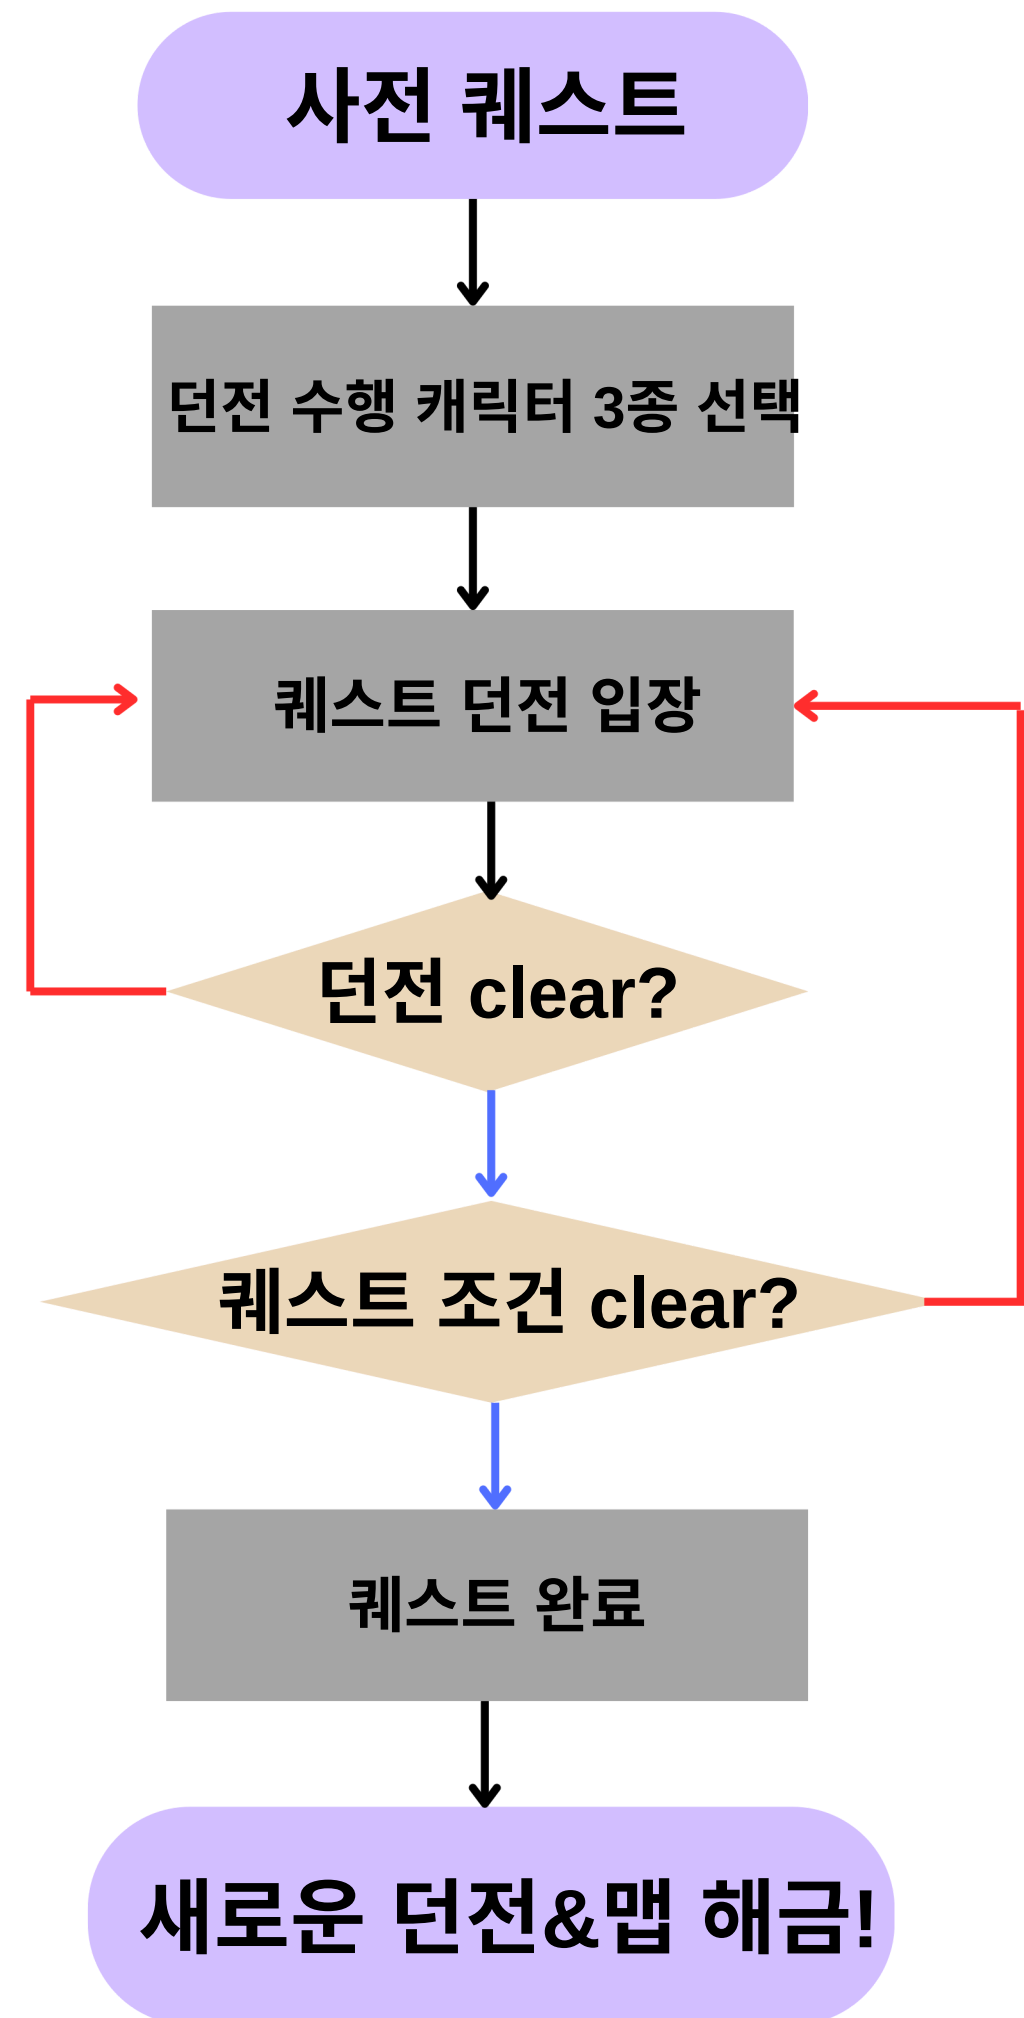 사전 퀘스트
던전 수행 캐릭터 3종 선택
퀘스트 던전 입장
던전 clear?
퀘스트 조건 clear?
퀘스트 완료
새로운 던전&맵 해금!